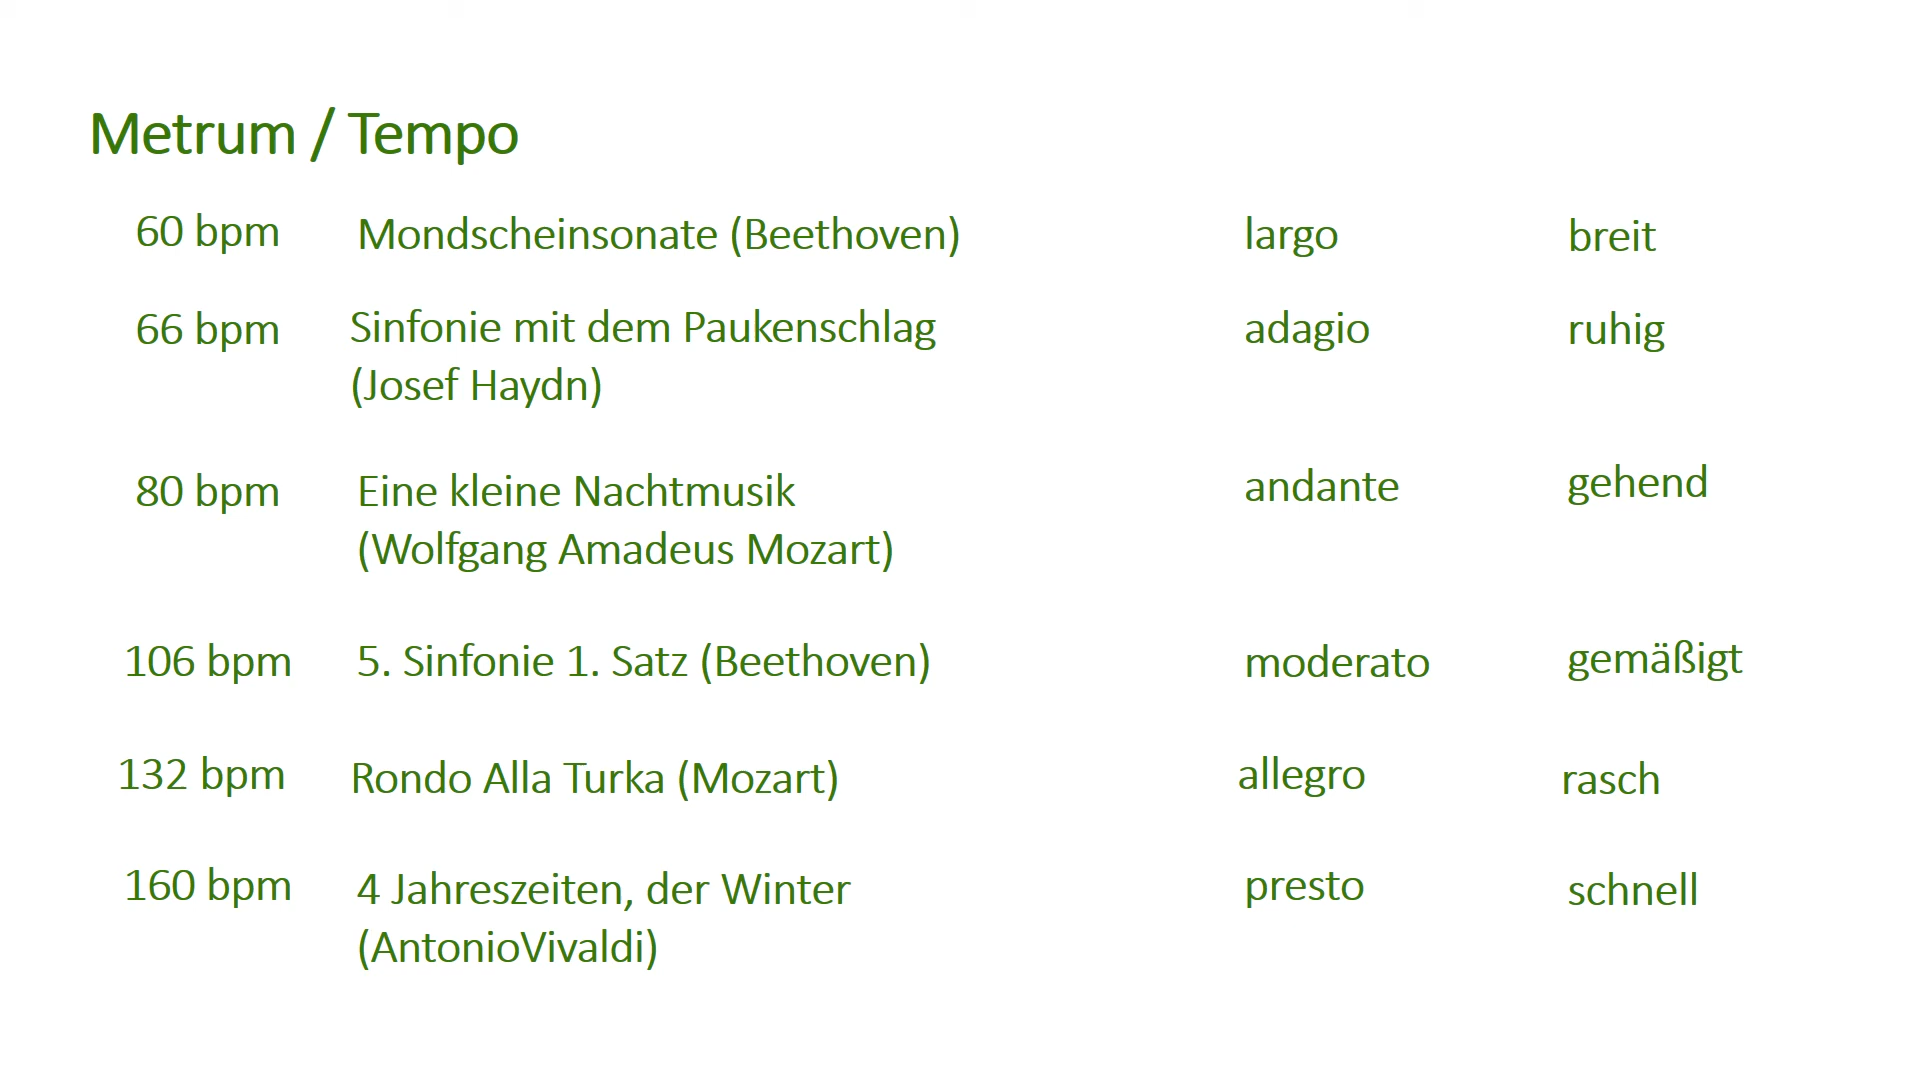 Metrum / Tempo
60 bpm Mondscheinsonate (Beethoven) largo breit
66 bpm Sinfonie mit dem Paukenschlag adagio ruhig
(Josef Haydn)
80 bpm Eine kleine Nachtmusik andante gehend
(Wolfgang Amadeus Mozart)
106 bpm 5. Sinfonie 1. Satz (Beethoven) moderato gemäßigt
132 bpm Rondo Alla Turka (Mozart) allegro rasch
160 bpm 4 Jahreszeiten, der Winter presto schnell
(AntonioVivaldi)